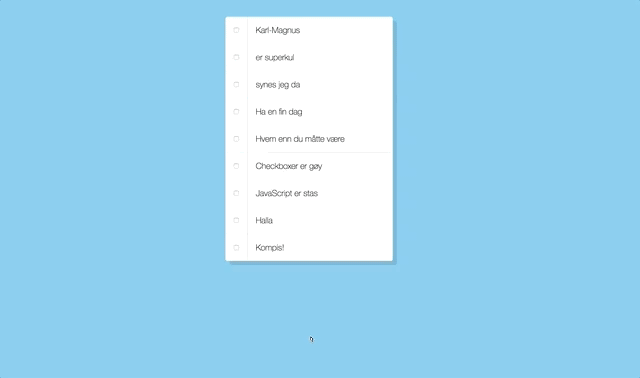 Karl-Magnus
er superkul
synes jeg da
Ha en fin dag
Hvem enn du måtte være
Checkboxer er gøy
JavaScript er stas
Halla
Kompis!